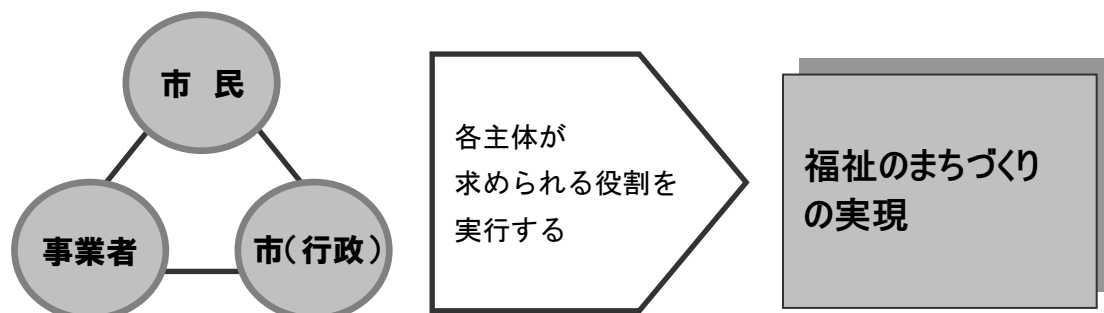 市 民
事業者
市(行政)
各主体が
求められる役割を
実行する
福祉のまちづくり
の実現